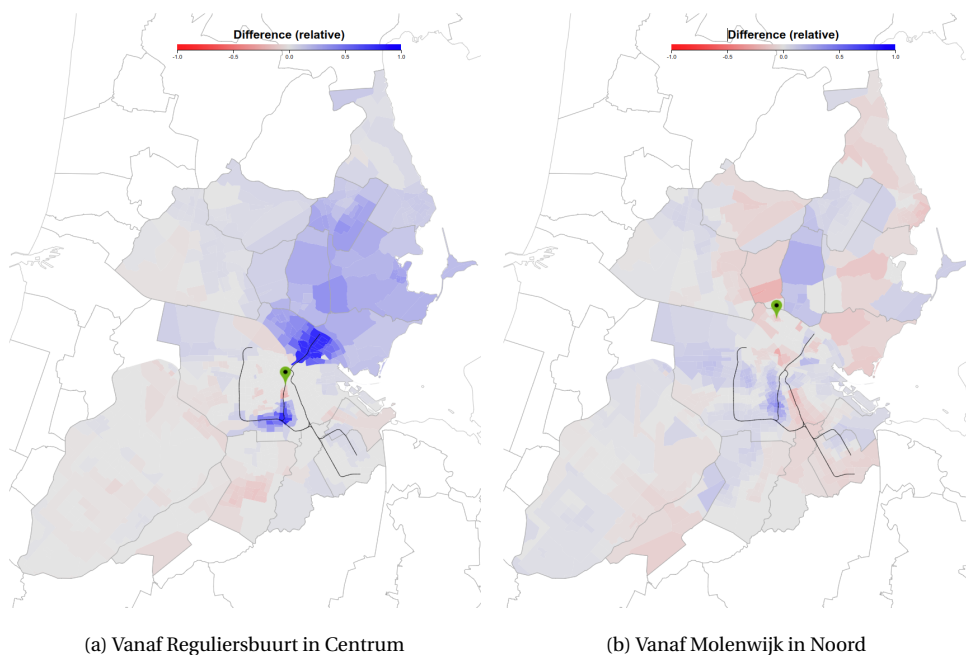 Difference (relative)
-1.0 -0.5 0.0 0.5 1.0
Difference (relative)
-1.0 -0.5 0.0 0.5 1.0
(a) Vanaf Reguliersbuurt in Centrum
(b) Vanaf Molenwijk in Noord